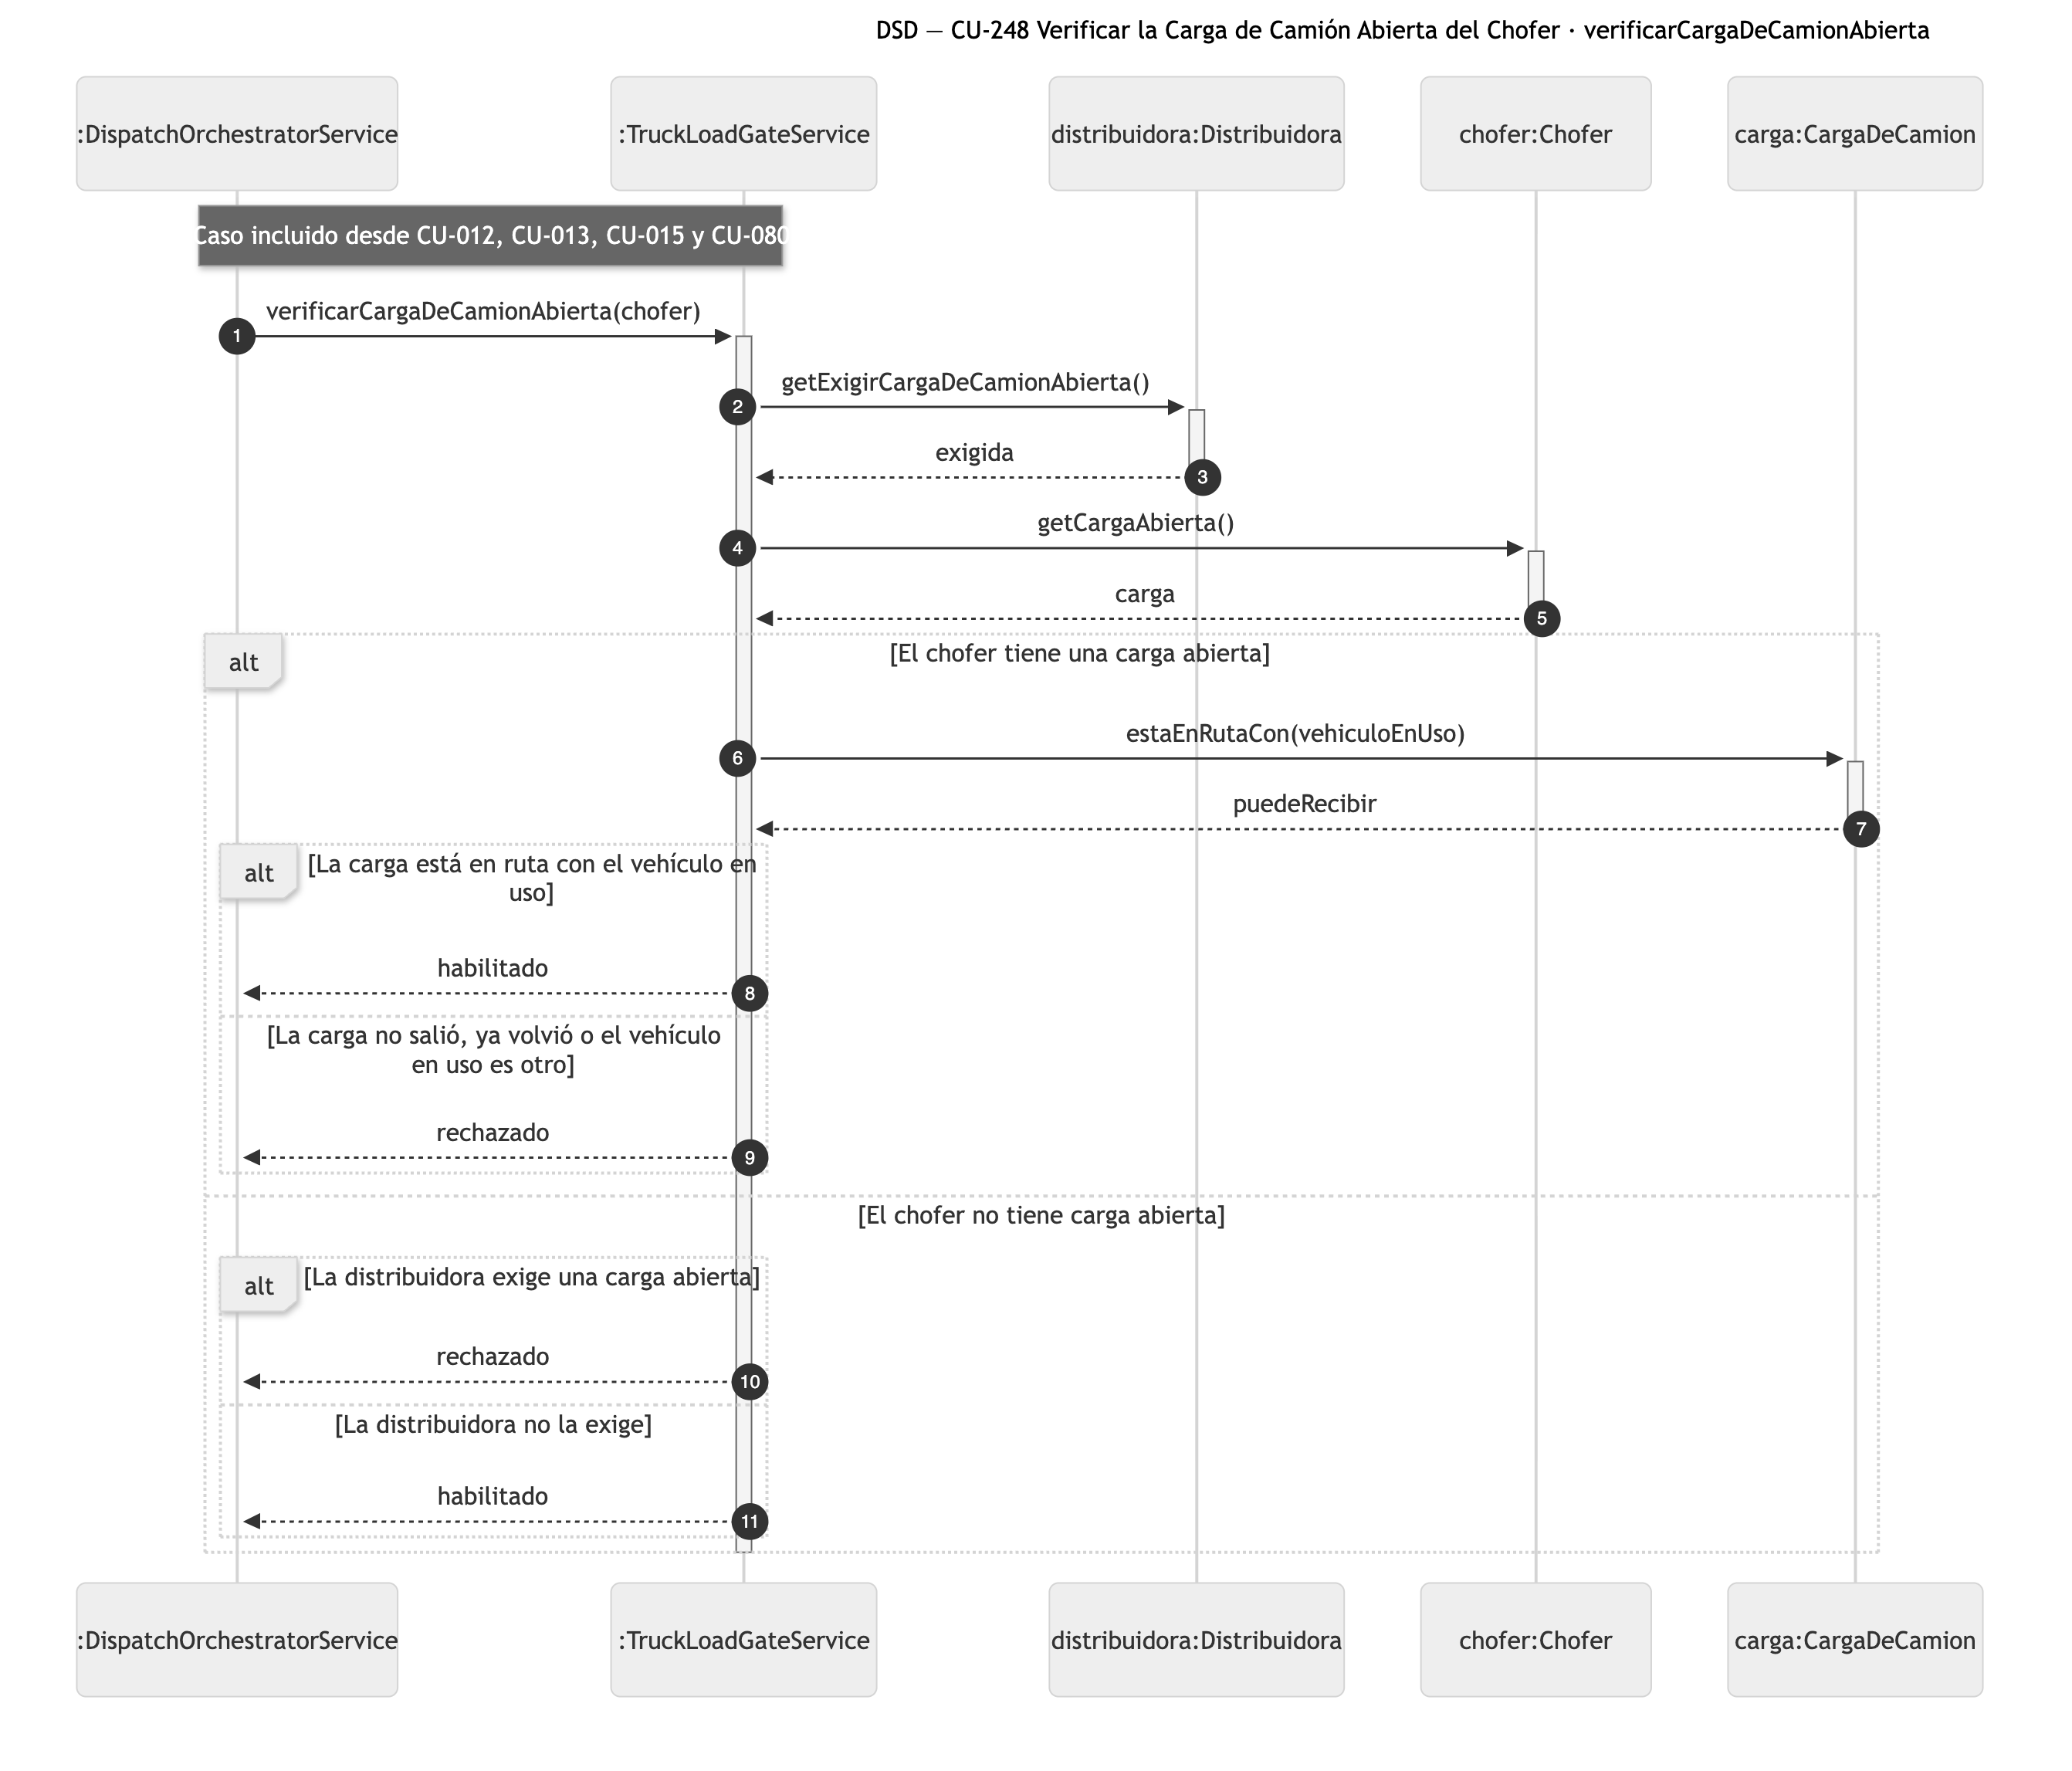 DSD — CU-248 Verificar la Carga de Camión Abierta del Chofer · verificarCargaDeCamionAbierta
:DispatchOrchestratorService
:TruckLoadGateService
distribuidora:Distribuidora
chofer:Chofer
carga:CargaDeCamion
Caso incluido desde CU-012, CU-013, CU-015 y CU-080
verificarCargaDeCamionAbierta(chofer)
1
getExigirCargaDeCamionAbierta()
2
exigida
3
getCargaAbierta()
4
carga
5
alt
[El chofer tiene una carga abierta]
estaEnRutaCon(vehiculoEnUso)
6
puedeRecibir
7
alt
[La carga está en ruta con el vehículo en
uso]
habilitado
8
[La carga no salió, ya volvió o el vehículo
en uso es otro]
rechazado
9
[El chofer no tiene carga abierta]
alt
[La distribuidora exige una carga abierta]
rechazado
10
[La distribuidora no la exige]
habilitado
11
:DispatchOrchestratorService
:TruckLoadGateService
distribuidora:Distribuidora
chofer:Chofer
carga:CargaDeCamion